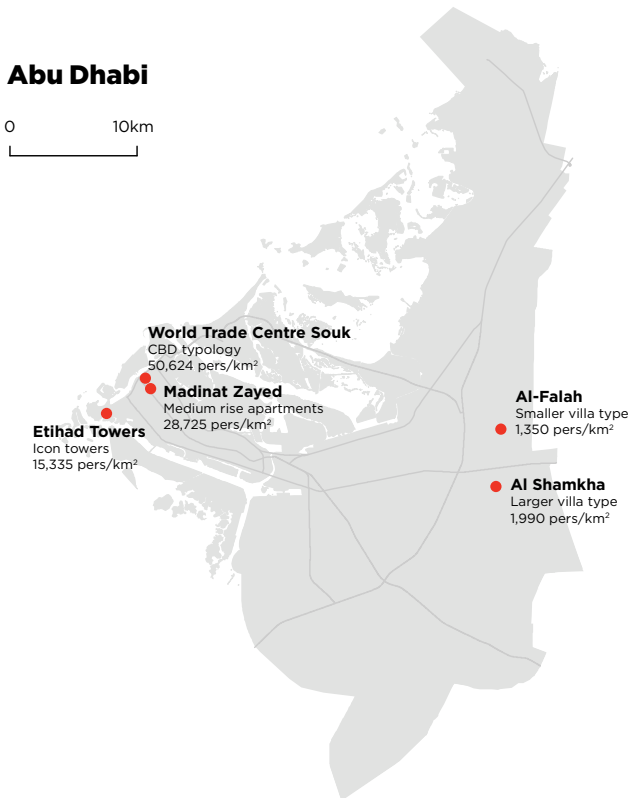 Abu Dhabi
0 10km
World Trade Centre Souk
CBD typology
50,624 pers/km²
Madinat Zayed
Medium rise apartments
28,725 pers/km²
Etihad Towers
Icon towers
15,335 pers/km²
Al-Falah
Smaller villa type
1,350 pers/km²
Al Shamkha
Larger villa type
1,990 pers/km²